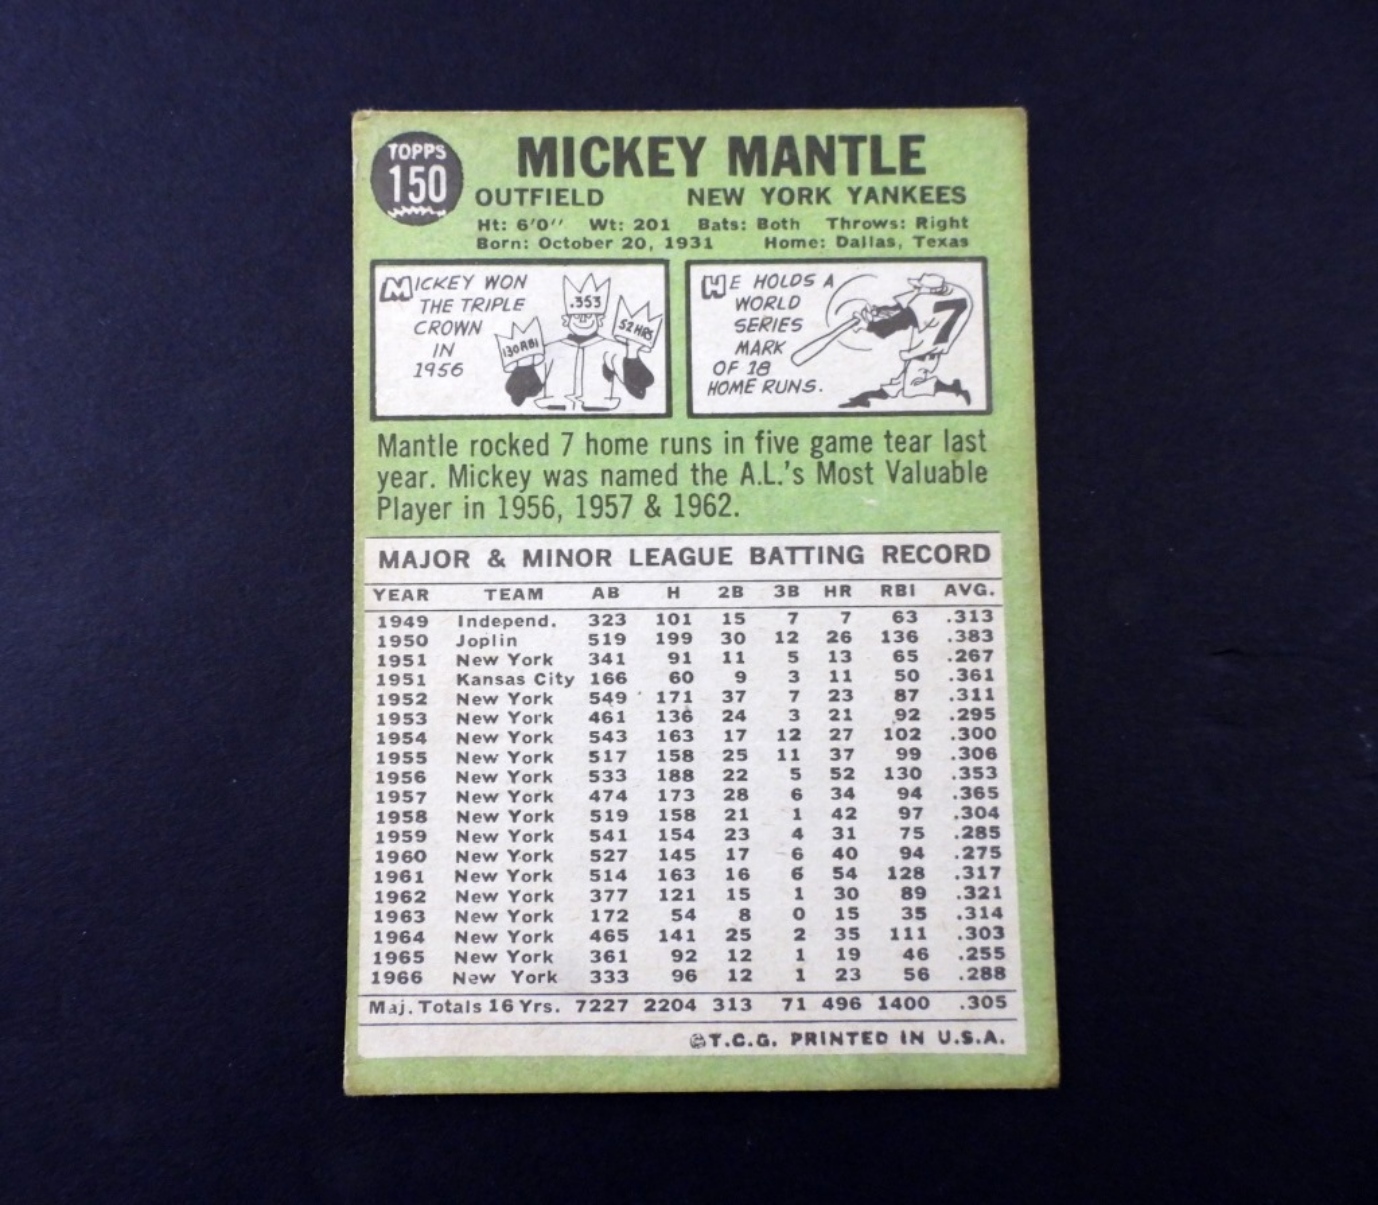 TOPPS
150
MICKEY MANTLE
OUTFIELD NEW YORK YANKEES
Ht: 6'0'' Wt: 201 Bats: Both Throws: Right
Born: October 20, 1931 Home: Dallas, Texas
MICKEY WON
THE TRIPLE
CROWN
IN
1956
.353
130 RBI
52 HRS
HE HOLDS A
WORLD
SERIES
MARK
OF 18
HOME RUNS.
7
Mantle rocked 7 home runs in five game tear last
year. Mickey was named the A.L.'s Most Valuable
Player in 1956, 1957 & 1962.
MAJOR & MINOR LEAGUE BATTING RECORD
YEAR TEAM AB H 2B 3B HR RBI AVG.
1949 Independ. 323 101 15 7 7 63 .313
1950 Joplin 519 199 30 12 26 136 .383
1951 New York 341 91 11 5 13 65 .267
1951 Kansas City 166 60 9 3 11 50 .361
1952 New York 549 171 37 7 23 87 .311
1953 New York 461 136 24 3 21 92 .295
1954 New York 543 163 17 12 27 102 .300
1955 New York 517 158 25 11 37 99 .306
1956 New York 533 188 22 5 52 130 .353
1957 New York 474 173 28 6 34 94 .365
1958 New York 519 158 21 1 42 97 .304
1959 New York 541 154 23 4 31 75 .285
1960 New York 527 145 17 6 40 94 .275
1961 New York 514 163 16 6 54 128 .317
1962 New York 377 121 15 1 30 89 .321
1963 New York 172 54 8 0 15 35 .314
1964 New York 465 141 25 2 35 111 .303
1965 New York 361 92 12 1 19 46 .255
1966 New York 333 96 12 1 23 56 .288
Maj. Totals 16 Yrs. 7227 2204 313 71 496 1400 .305
©T.C.G. PRINTED IN U.S.A.